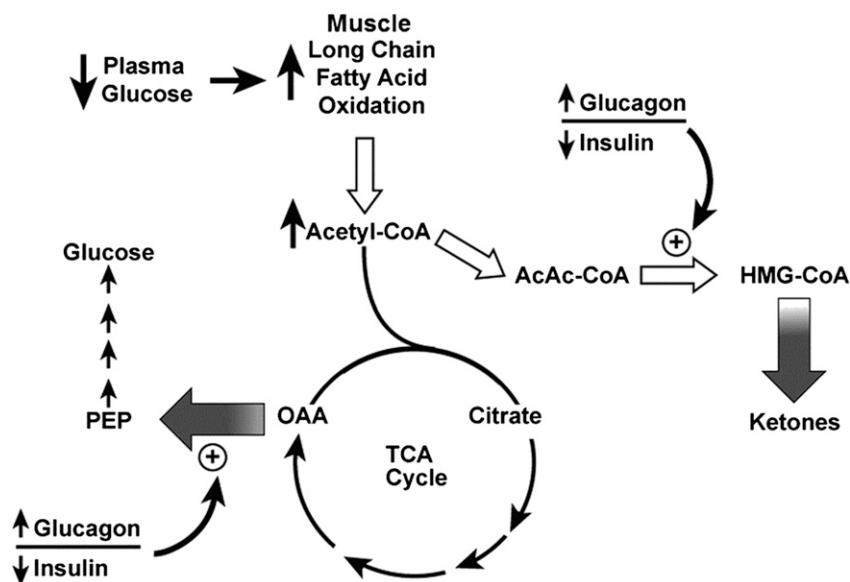 Muscle
Long Chain
Fatty Acid
Oxidation
Plasma
Glucose
Glucagon
Insulin
Acetyl-CoA
Glucose
AcAc-CoA
HMG-CoA
PEP
OAA
Citrate
Ketones
TCA
Cycle
Glucagon
Insulin